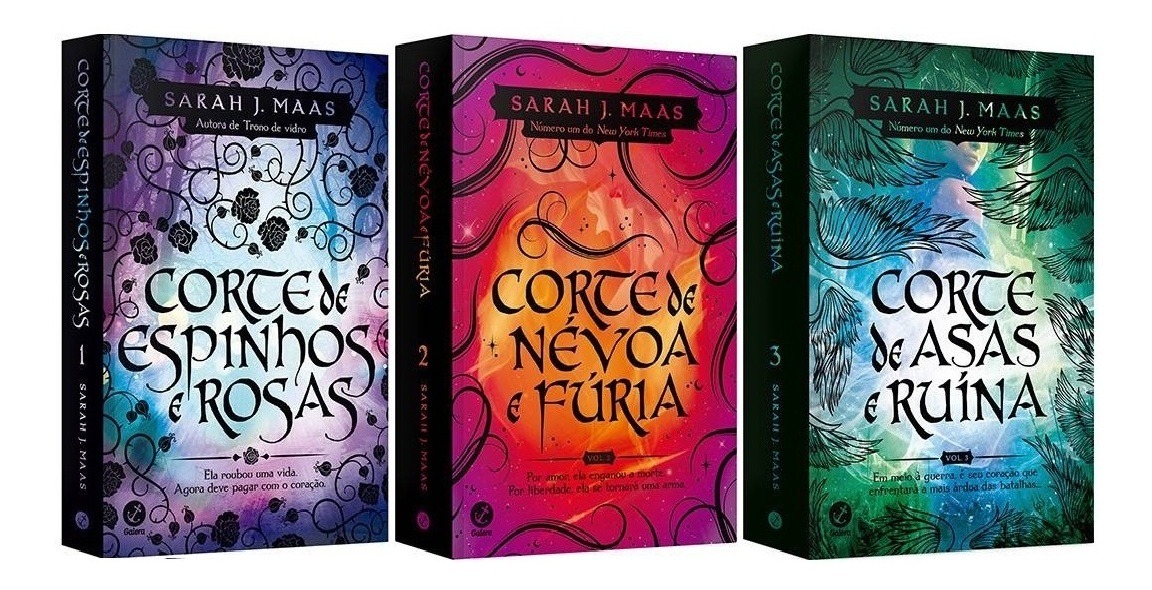 CORTE de ESPINHOS e ROSAS 1 SARAH J. MAAS
SARAH J. MAAS
Autora de Trono de vidro
CORTE de
ESPINHOS
e ROSAS
Ela roubou uma vida.
Agora deve pagar com o coração.
Galera
CORTE de NÉVOA e FÚRIA 2 SARAH J. MAAS
SARAH J. MAAS
Número um do New York Times
CORTE de
NÉVOA
e FÚRIA
Por amor, ela enganou a morte.
Por liberdade, ela se tornará uma arma.
Galera
CORTE de ASAS e RUÍNA 3 SARAH J. MAAS
SARAH J. MAAS
Número um do New York Times
CORTE
de ASAS
e RUÍNA
VOL 3
Em meio à guerra, é seu coração que
enfrentará a mais árdua das batalhas...
Galera